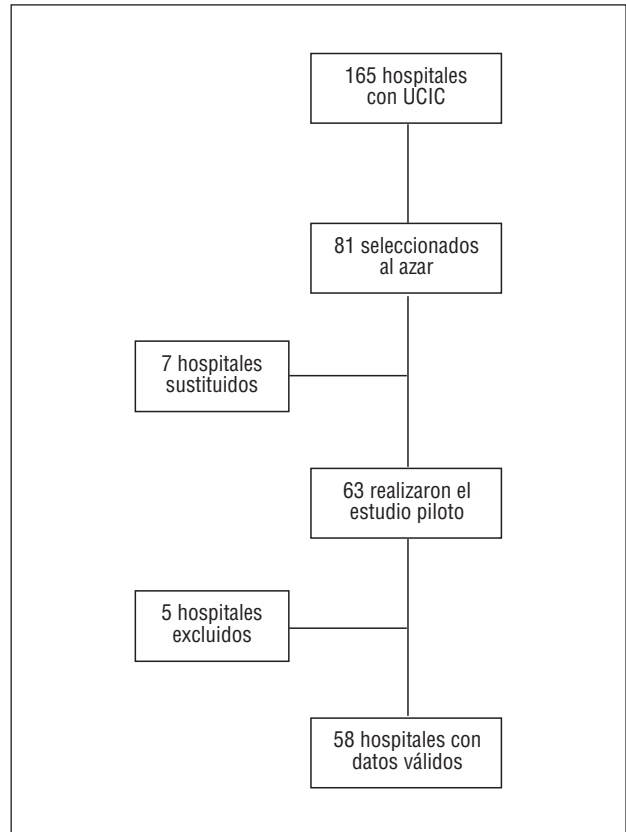 165 hospitales
con UCIC
81 seleccionados
al azar
7 hospitales
sustituidos
63 realizaron el
estudio piloto
5 hospitales
excluidos
58 hospitales con
datos válidos